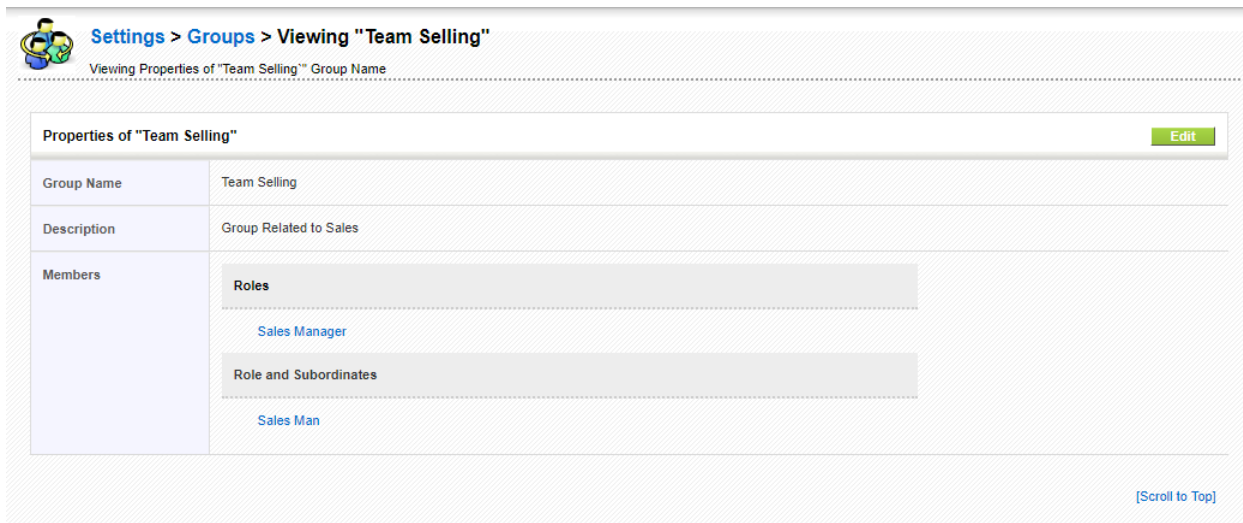 Settings > Groups > Viewing "Team Selling"
Viewing Properties of "Team Selling`" Group Name
Properties of "Team Selling"
Edit
Group Name
Team Selling
Description
Group Related to Sales
Members
Roles
Sales Manager
Role and Subordinates
Sales Man
[Scroll to Top]